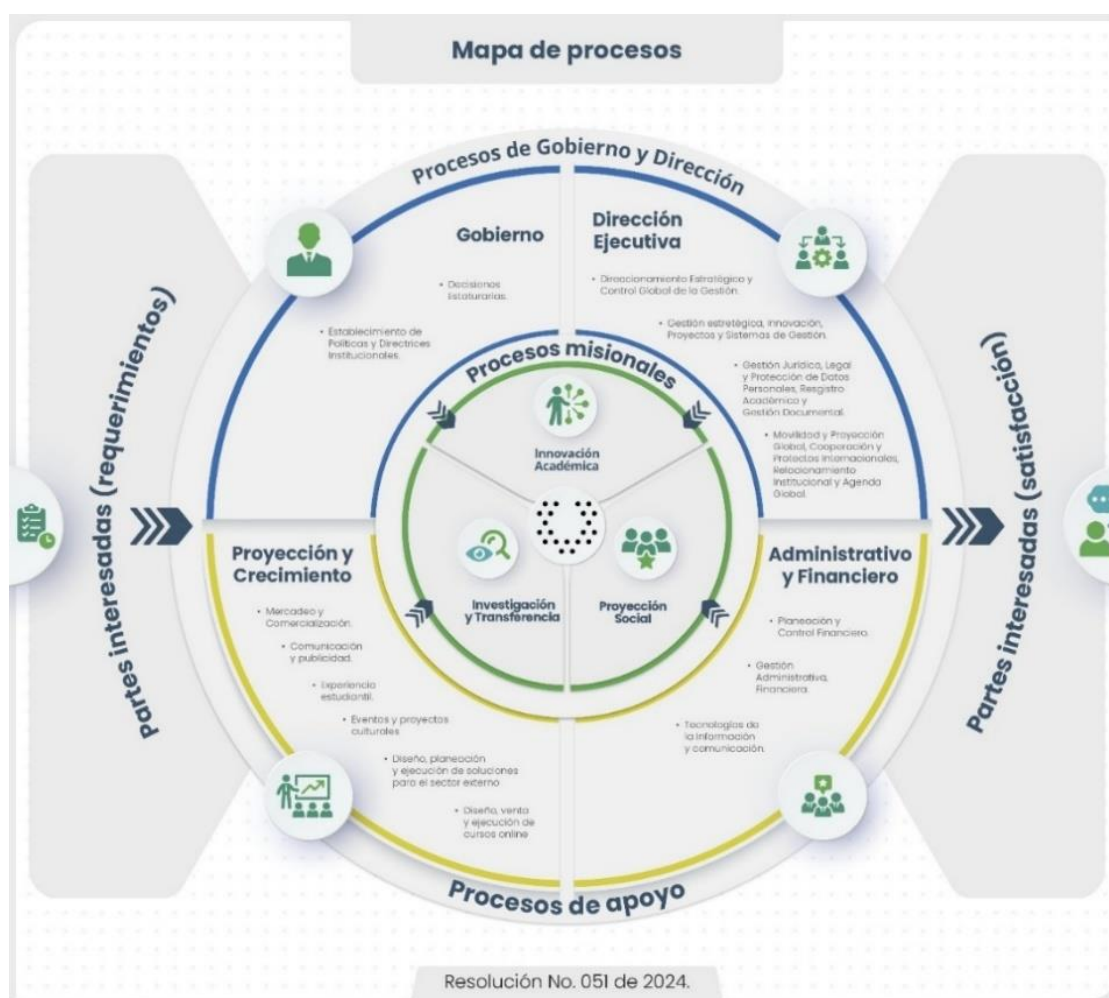 Mapa de procesos
Procesos de Gobierno y Dirección
Gobierno
• Decisiones
Estaturarias.
• Establecimiento de
Políticas y Directrices
Institucionales.
Dirección
Ejecutiva
• Direccionamiento Estratégico y
Control Global de la Gestión.
• Gestión estratégica, Innovación,
Proyectos y Sistemas de Gestión.
• Gestión Jurídica, Legal
y Protección de Datos
Personales, Resgistro
Académico y
Gestión Documental.
• Movilidad y Proyección
Global, Cooperación y
Protectos Internacionales,
Relacionamiento
Institucional y Agenda
Global.
Partes interesadas (requerimientos)
Procesos misionales
Innovación
Académica
Investigación
y Transferencia
Proyección
Social
Partes interesadas (satisfacción)
Proyección y
Crecimiento
• Mercadeo y
Comercialización.
• Comunicación
y publicidad.
• Experiencia
estudiantil.
• Eventos y proyectos
culturales
• Diseño, planeación
y ejecución de soluciones
para el sector externo
• Diseño, venta
y ejecución de
cursos online
Administrativo
y Financiero
• Planeación y
Control Financiero.
• Gestión
Administrativa,
Financiera.
• Tecnologías de
la información
y comunicación.
Procesos de apoyo
Resolución No. 051 de 2024.